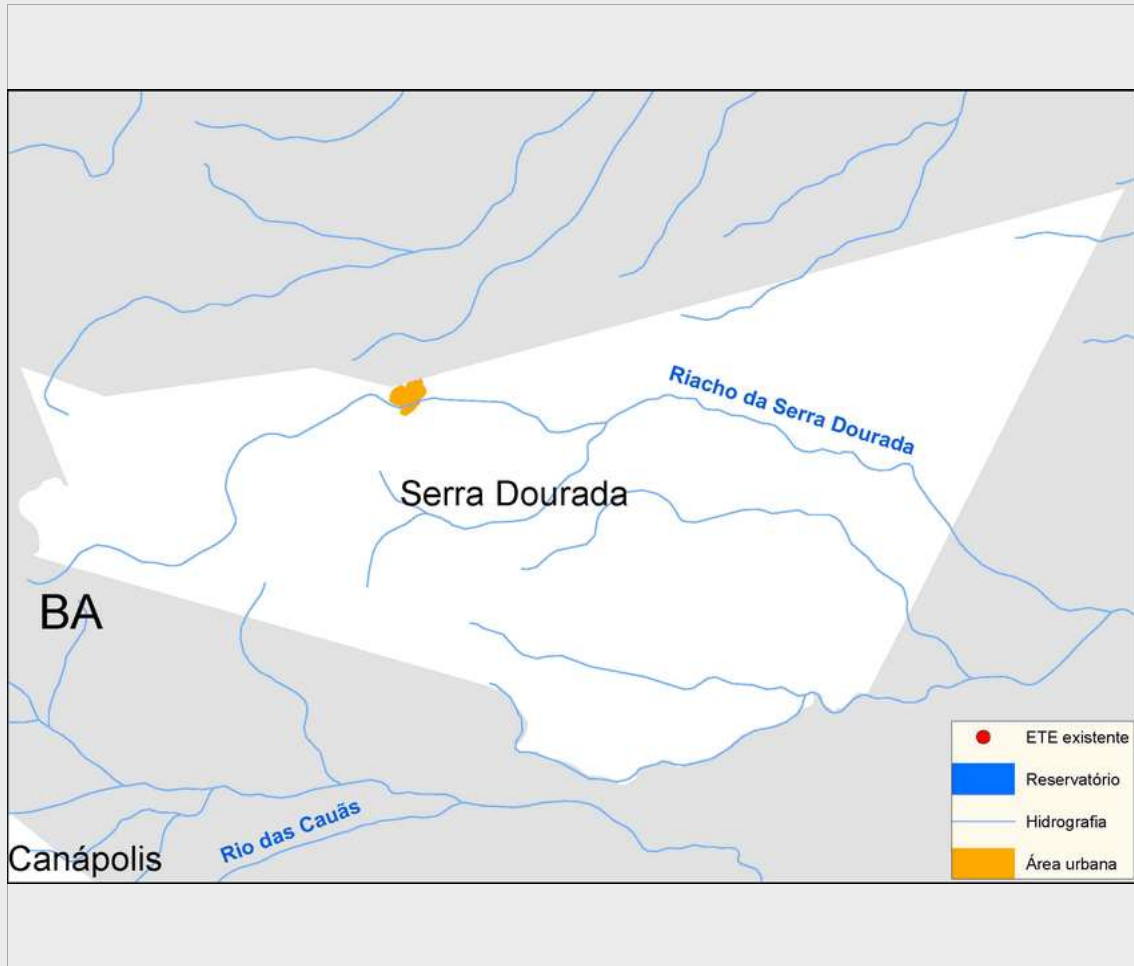 Riacho da Serra Dourada
Serra Dourada
BA
ETE existente
Reservatório
Hidrografia
Área urbana
Rio das Cauãs
Canápolis